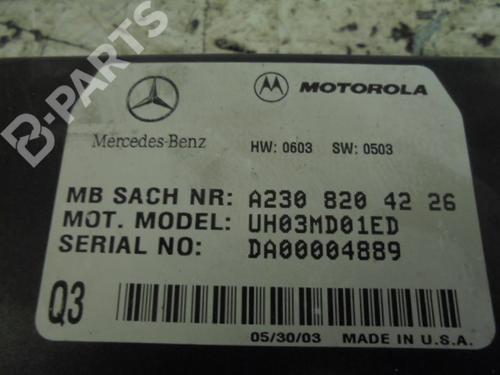 B-PARTS
MOTOROLA
Mercedes-Benz
HW: 0603 SW: 0503
MB SACH NR: A230 820 42 26
MOT. MODEL: UH03MD01ED
SERIAL NO: DA00004889
Q3
05/30/03 MADE IN U.S.A.